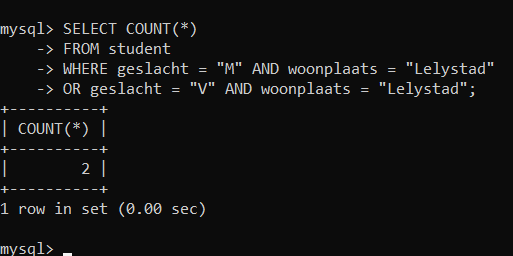 mysql> SELECT COUNT(*)
    -> FROM student
    -> WHERE geslacht = "M" AND woonplaats = "Lelystad"
    -> OR geslacht = "V" AND woonplaats = "Lelystad";
+----------+
| COUNT(*) |
+----------+
|        2 |
+----------+
1 row in set (0.00 sec)

mysql>